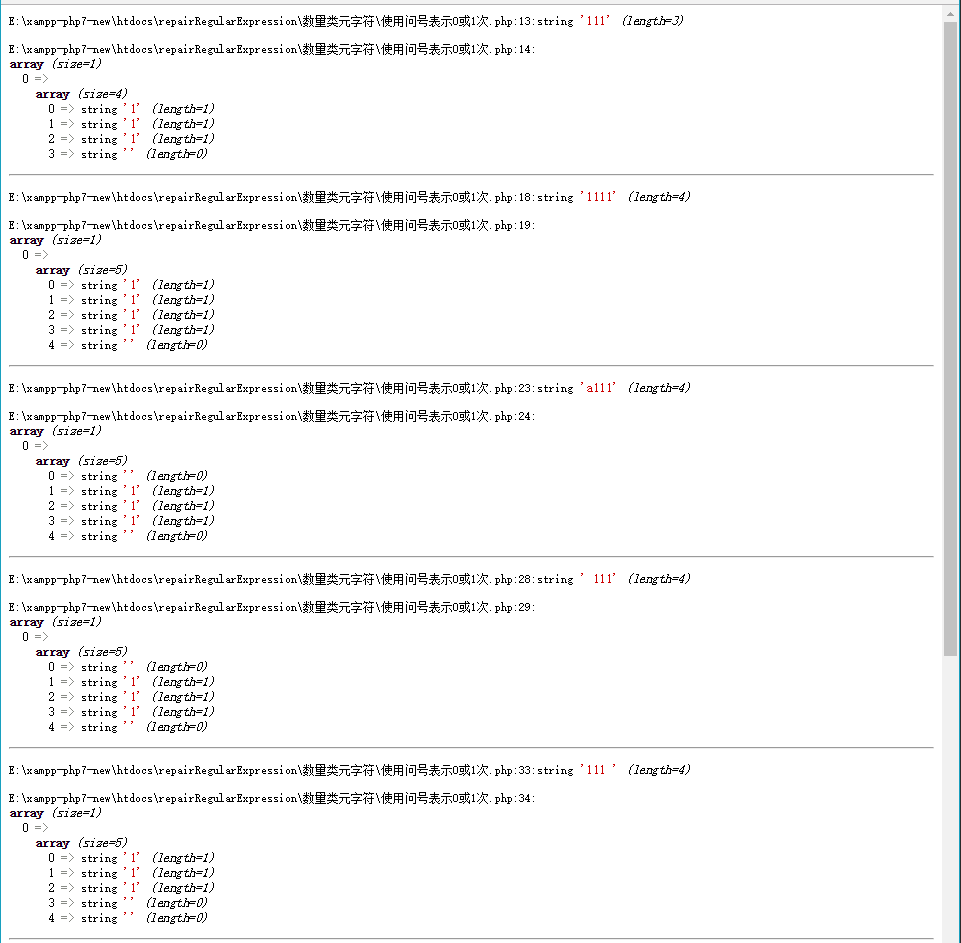 E:\xampp-php7-new\htdocs\repairRegularExpression\数量类元字符\使用问号表示0或1次.php:13:string '111' (length=3)
E:\xampp-php7-new\htdocs\repairRegularExpression\数量类元字符\使用问号表示0或1次.php:14:
array (size=1)
0 =>
array (size=4)
0 => string '1' (length=1)
1 => string '1' (length=1)
2 => string '1' (length=1)
3 => string '' (length=0)
E:\xampp-php7-new\htdocs\repairRegularExpression\数量类元字符\使用问号表示0或1次.php:18:string '1111' (length=4)
E:\xampp-php7-new\htdocs\repairRegularExpression\数量类元字符\使用问号表示0或1次.php:19:
array (size=1)
0 =>
array (size=5)
0 => string '1' (length=1)
1 => string '1' (length=1)
2 => string '1' (length=1)
3 => string '1' (length=1)
4 => string '' (length=0)
E:\xampp-php7-new\htdocs\repairRegularExpression\数量类元字符\使用问号表示0或1次.php:23:string 'a111' (length=4)
E:\xampp-php7-new\htdocs\repairRegularExpression\数量类元字符\使用问号表示0或1次.php:24:
array (size=1)
0 =>
array (size=5)
0 => string '' (length=0)
1 => string '1' (length=1)
2 => string '1' (length=1)
3 => string '1' (length=1)
4 => string '' (length=0)
E:\xampp-php7-new\htdocs\repairRegularExpression\数量类元字符\使用问号表示0或1次.php:28:string ' 111' (length=4)
E:\xampp-php7-new\htdocs\repairRegularExpression\数量类元字符\使用问号表示0或1次.php:29:
array (size=1)
0 =>
array (size=5)
0 => string '' (length=0)
1 => string '1' (length=1)
2 => string '1' (length=1)
3 => string '1' (length=1)
4 => string '' (length=0)
E:\xampp-php7-new\htdocs\repairRegularExpression\数量类元字符\使用问号表示0或1次.php:33:string '111 ' (length=4)
E:\xampp-php7-new\htdocs\repairRegularExpression\数量类元字符\使用问号表示0或1次.php:34:
array (size=1)
0 =>
array (size=5)
0 => string '1' (length=1)
1 => string '1' (length=1)
2 => string '1' (length=1)
3 => string '' (length=0)
4 => string '' (length=0)